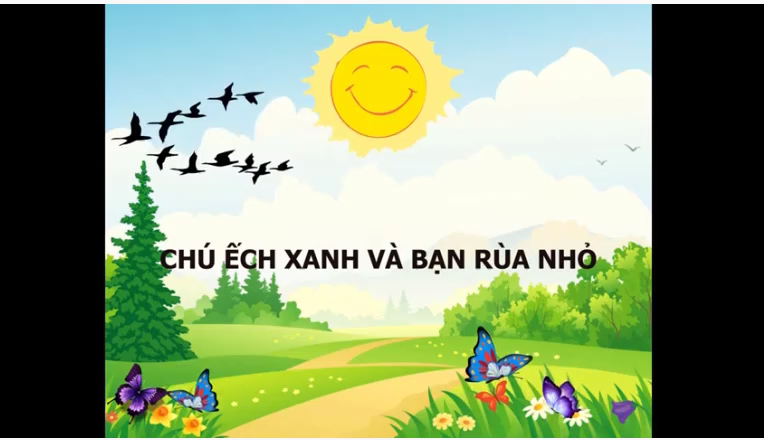 CHÚ ẾCH XANH VÀ BẠN RÙA NHỎ